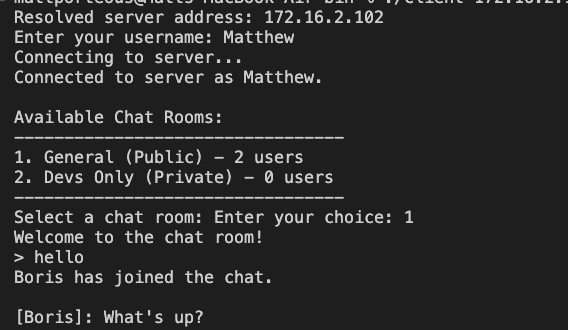 Resolved server address: 172.16.2.102
Enter your username: Matthew
Connecting to server...
Connected to server as Matthew.
Available Chat Rooms:
---------------------------------
1. General (Public) - 2 users
2. Devs Only (Private) - 0 users
---------------------------------
Select a chat room: Enter your choice: 1
Welcome to the chat room!
> hello
Boris has joined the chat.
[Boris]: What's up?